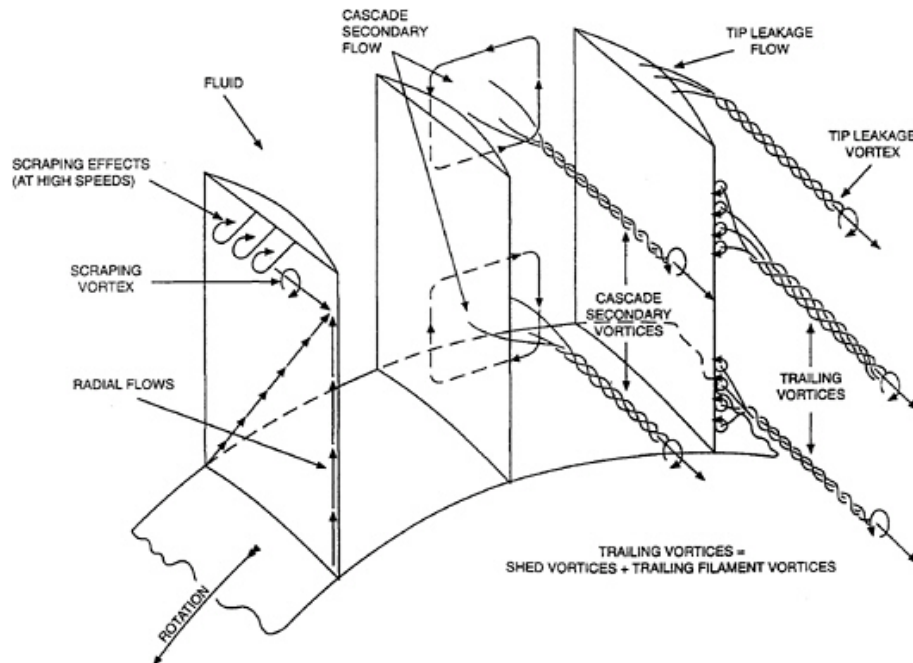 CASCADE
SECONDARY
FLOW
TIP LEAKAGE
FLOW
FLUID
TIP LEAKAGE
VORTEX
SCRAPING EFFECTS
(AT HIGH SPEEDS)
SCRAPING
VORTEX
CASCADE
SECONDARY
VORTICES
RADIAL FLOWS
TRAILING
VORTICES
TRAILING VORTICES =
SHED VORTICES + TRAILING FILAMENT VORTICES
ROTATION